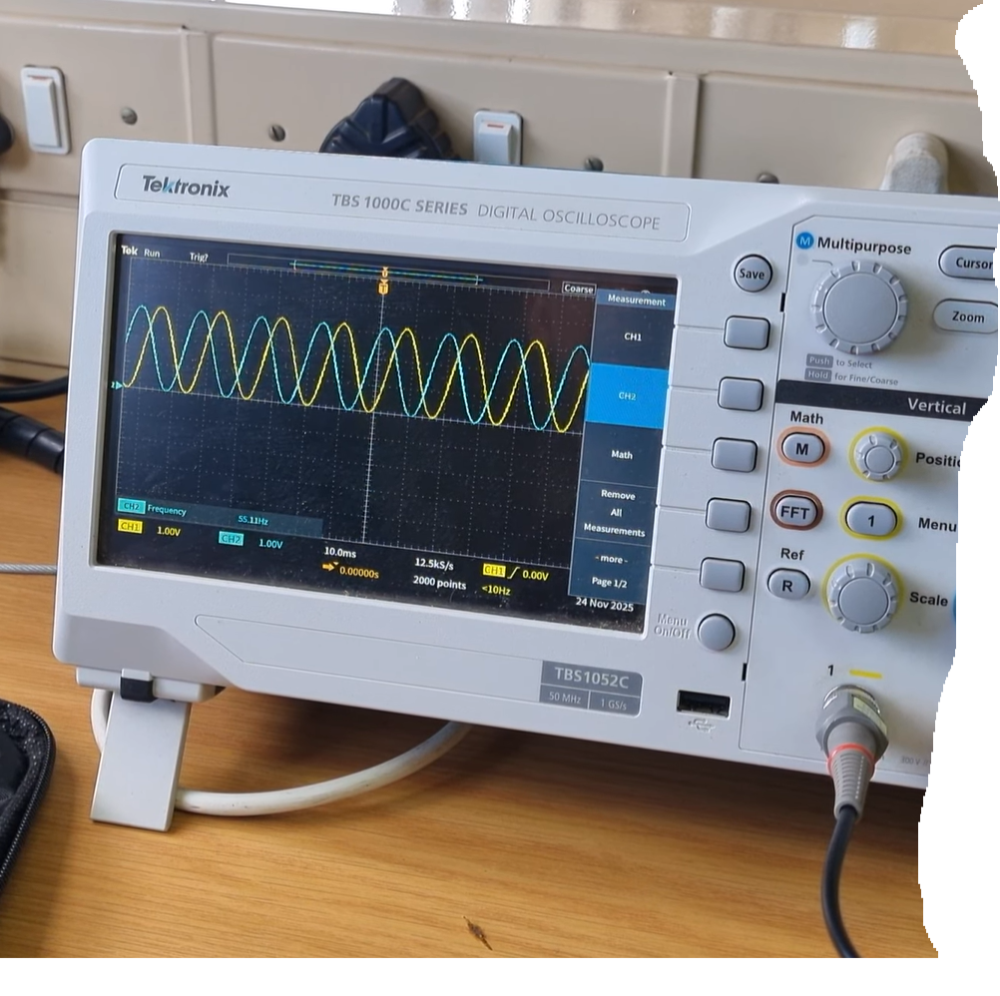 Tektronix
TBS 1000C SERIES DIGITAL OSCILLOSCOPE
Tek Run Trig?
Coarse
Measurement
CH1
CH2
Math
Remove
All
Measurements
- more -
Page 1/2
CH2 Frequency 55.11Hz
CH1 1.00V
CH2 1.00V
10.0ms
0.00000s
12.5kS/s
2000 points
CH1 0.00V
<10Hz
24 Nov 2025
Save
Menu
On/Off
TBS1052C
50 MHz 1 GS/s
M Multipurpose
Push to Select
Hold for Fine/Coarse
Cursor
Zoom
Vertical
Math
M
Positio
FFT
1
Menu
Ref
R
Scale
1